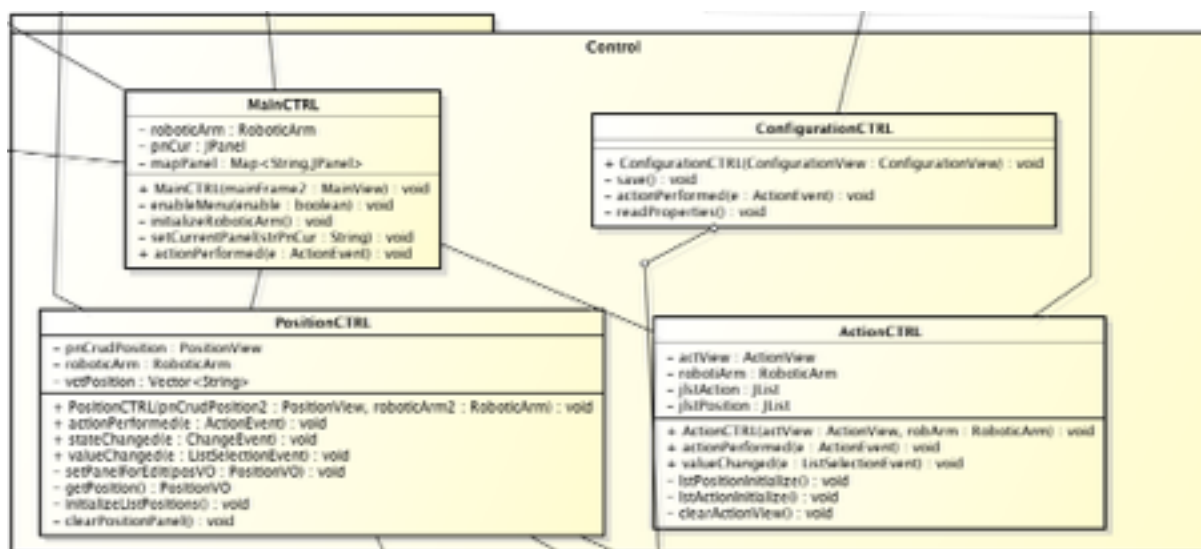 Control
MainCTRL
- roboticArm : RoboticArm
- pnCur : JPanel
- mapPanel : Map<String,JPanel>
+ MainCTRL(mainFrame2 : MainView) : void
- enableMenu(enable : boolean) : void
- initializeRoboticArm() : void
- setCurrentPanel(strPnCur : String) : void
+ actionPerformed(e : ActionEvent) : void
ConfigurationCTRL
+ ConfigurationCTRL(ConfigurationView : ConfigurationView) : void
- save() : void
- actionPerformed(e : ActionEvent) : void
- readProperties() : void
PositionCTRL
- pnCrudPosition : PositionView
- roboticArm : RoboticArm
- vctPosition : Vector<String>
+ PositionCTRL(pnCrudPosition2 : PositionView, roboticArm2 : RoboticArm) : void
+ actionPerformed(e : ActionEvent) : void
+ stateChanged(e : ChangeEvent) : void
+ valueChanged(e : ListSelectionEvent) : void
- setPanelForEdit(posVO : PositionVO) : void
- getPosition() : PositionVO
- initializeListPositions() : void
- clearPositionPanel() : void
ActionCTRL
- actView : ActionView
- robotiArm : RoboticArm
- jlstAction : JList
- jlstPosition : JList
+ ActionCTRL(actView : ActionView, robArm : RoboticArm) : void
+ actionPerformed(e : ActionEvent) : void
+ valueChanged(e : ListSelectionEvent) : void
- lstPositionInitialize() : void
- lstActionInitialize() : void
- clearActionView() : void